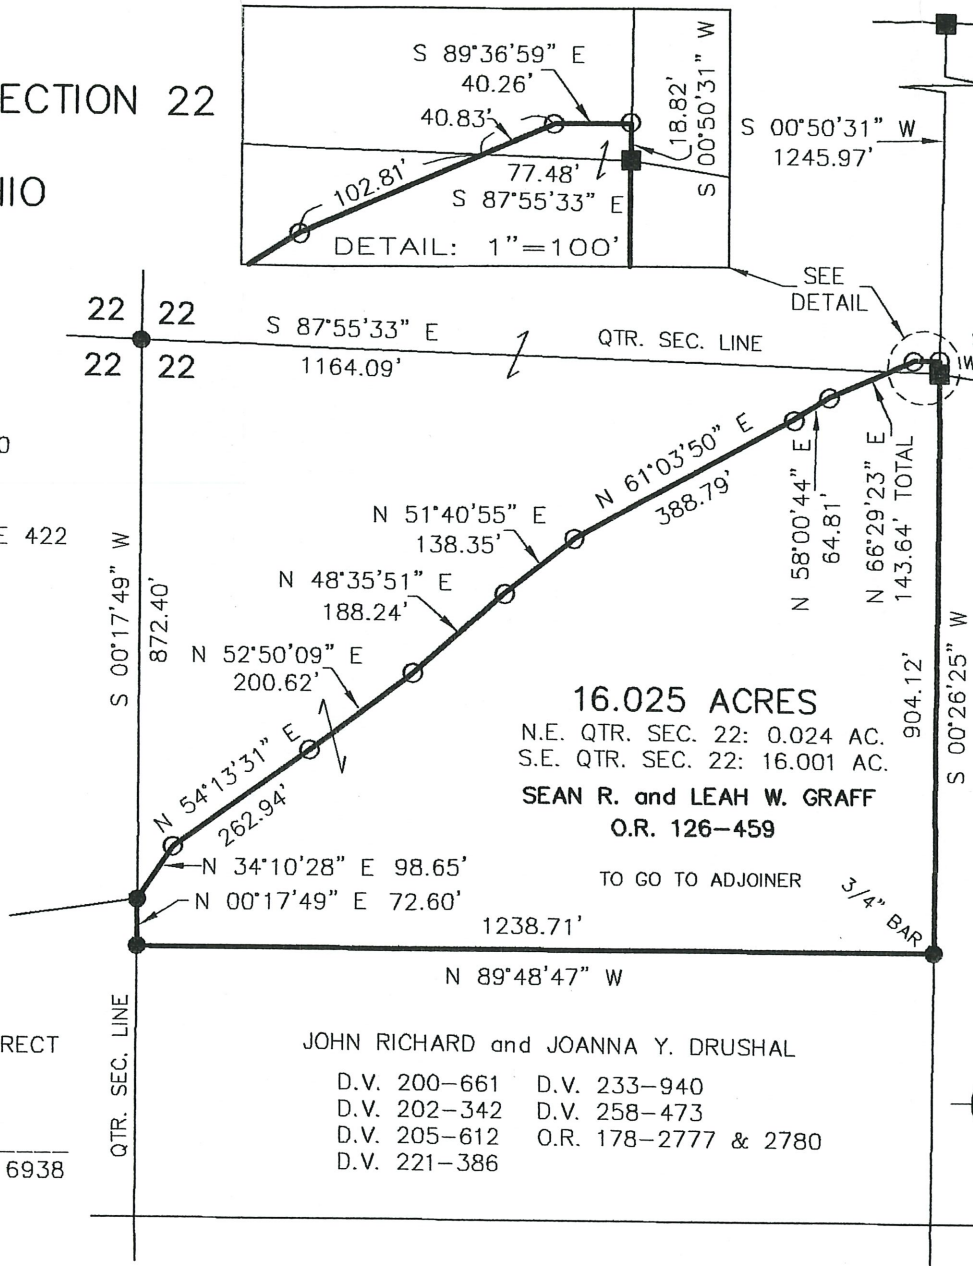 ECTION 22
HIO
S 89°36'59" E
40.26'
40.83'
102.81'
77.48'
S 87°55'33" E
18.82'
S 00°50'31" W
DETAIL: 1"=100'
S 00°50'31" W
1245.97'
SEE
DETAIL
22 22
22 22
S 87°55'33" E
1164.09'
QTR. SEC. LINE
E 422
S 00°17'49" W
872.40'
N 61°03'50" E
388.79'
N 51°40'55" E
138.35'
N 48°35'51" E
188.24'
N 52°50'09" E
200.62'
N 54°13'31" E
262.94'
N 34°10'28" E 98.65'
N 00°17'49" E 72.60'
N 58°00'44" E
64.81'
N 66°29'23" E
143.64' TOTAL
904.12'
S 00°26'25" W
16.025 ACRES
N.E. QTR. SEC. 22: 0.024 AC.
S.E. QTR. SEC. 22: 16.001 AC.
SEAN R. and LEAH W. GRAFF
O.R. 126-459
TO GO TO ADJOINER
3/4" BAR
1238.71'
N 89°48'47" W
QTR. SEC. LINE
RECT
JOHN RICHARD and JOANNA Y. DRUSHAL
D.V. 200-661 D.V. 233-940
D.V. 202-342 D.V. 258-473
D.V. 205-612 O.R. 178-2777 & 2780
D.V. 221-386
6938